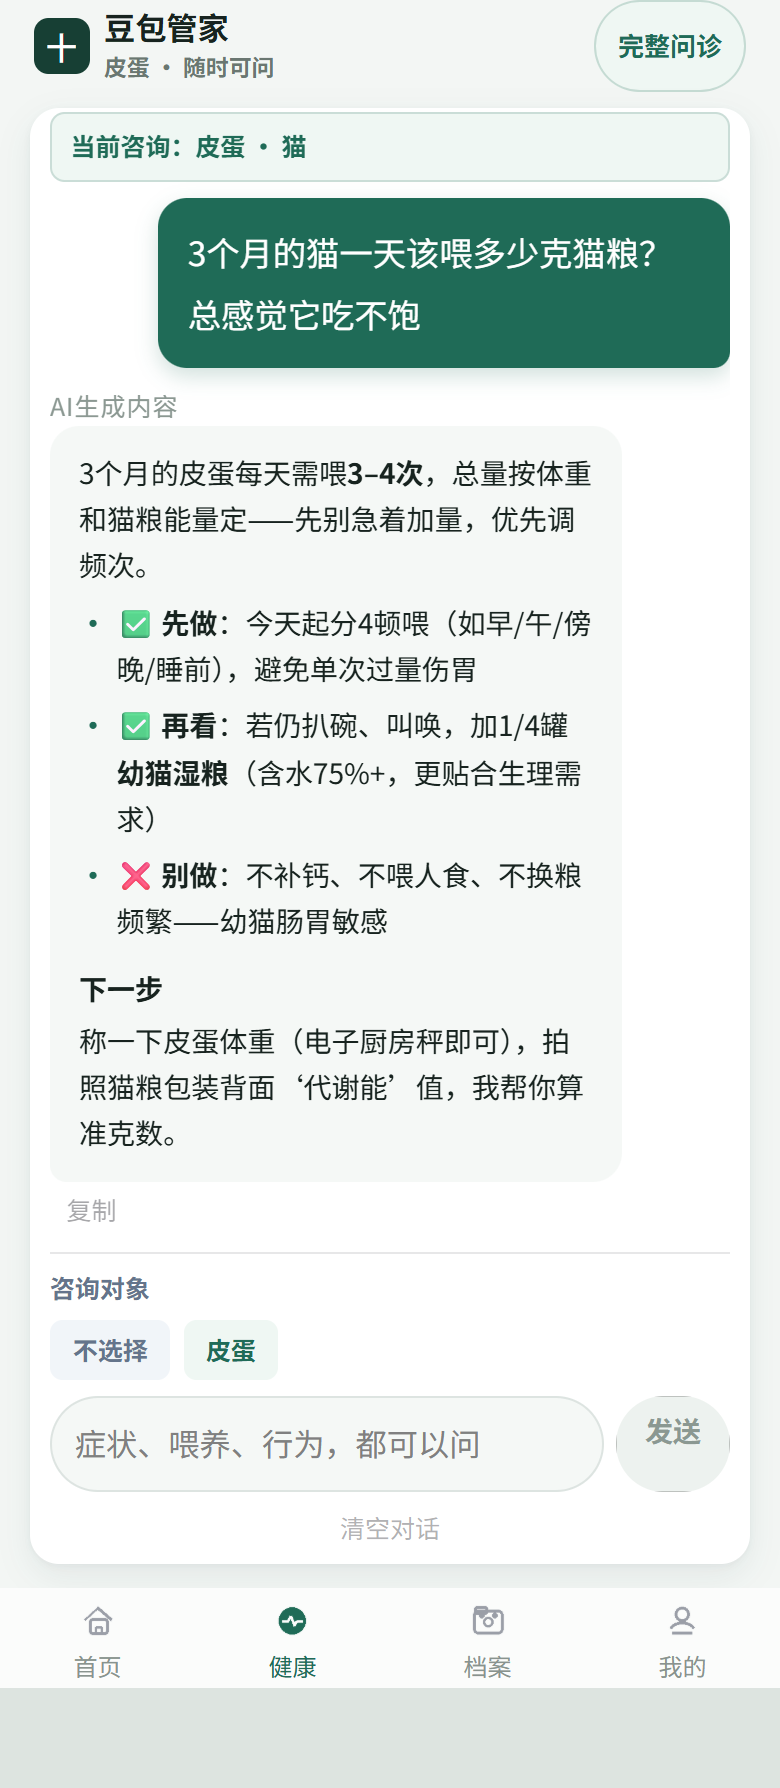 豆包管家
皮蛋 · 随时可问
完整问诊
当前咨询：皮蛋 · 猫
3个月的猫一天该喂多少克猫粮？
总感觉它吃不饱
AI生成内容
3个月的皮蛋每天需喂3–4次，总量按体重
和猫粮能量定——先别急着加量，优先调
频次。
• ✅ 先做：今天起分4顿喂（如早/午/傍
晚/睡前），避免单次过量伤胃
• ✅ 再看：若仍扒碗、叫唤，加1/4罐
幼猫湿粮（含水75%+，更贴合生理需
求）
• ❌ 别做：不补钙、不喂人食、不换粮
频繁——幼猫肠胃敏感
下一步
称一下皮蛋体重（电子厨房秤即可），拍
照猫粮包装背面‘代谢能’值，我帮你算
准克数。
复制
咨询对象
不选择
皮蛋
症状、喂养、行为，都可以问
发送
清空对话
首页
健康
档案
我的